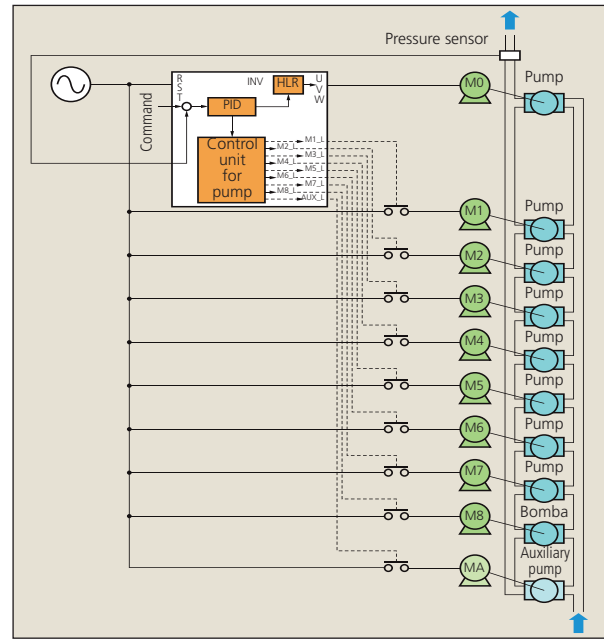 Pressure sensor
R
S
T
INV
HLR
U
V
W
M0
Pump
Command
PID
Control
unit
for
pump
M1_L
M2_L
M3_L
M4_L
M5_L
M6_L
M7_L
M8_L
AUX_L
M1
Pump
M2
Pump
M3
Pump
M4
Pump
M5
Pump
M6
Pump
M7
Pump
M8
Bomba
MA
Auxiliary
pump